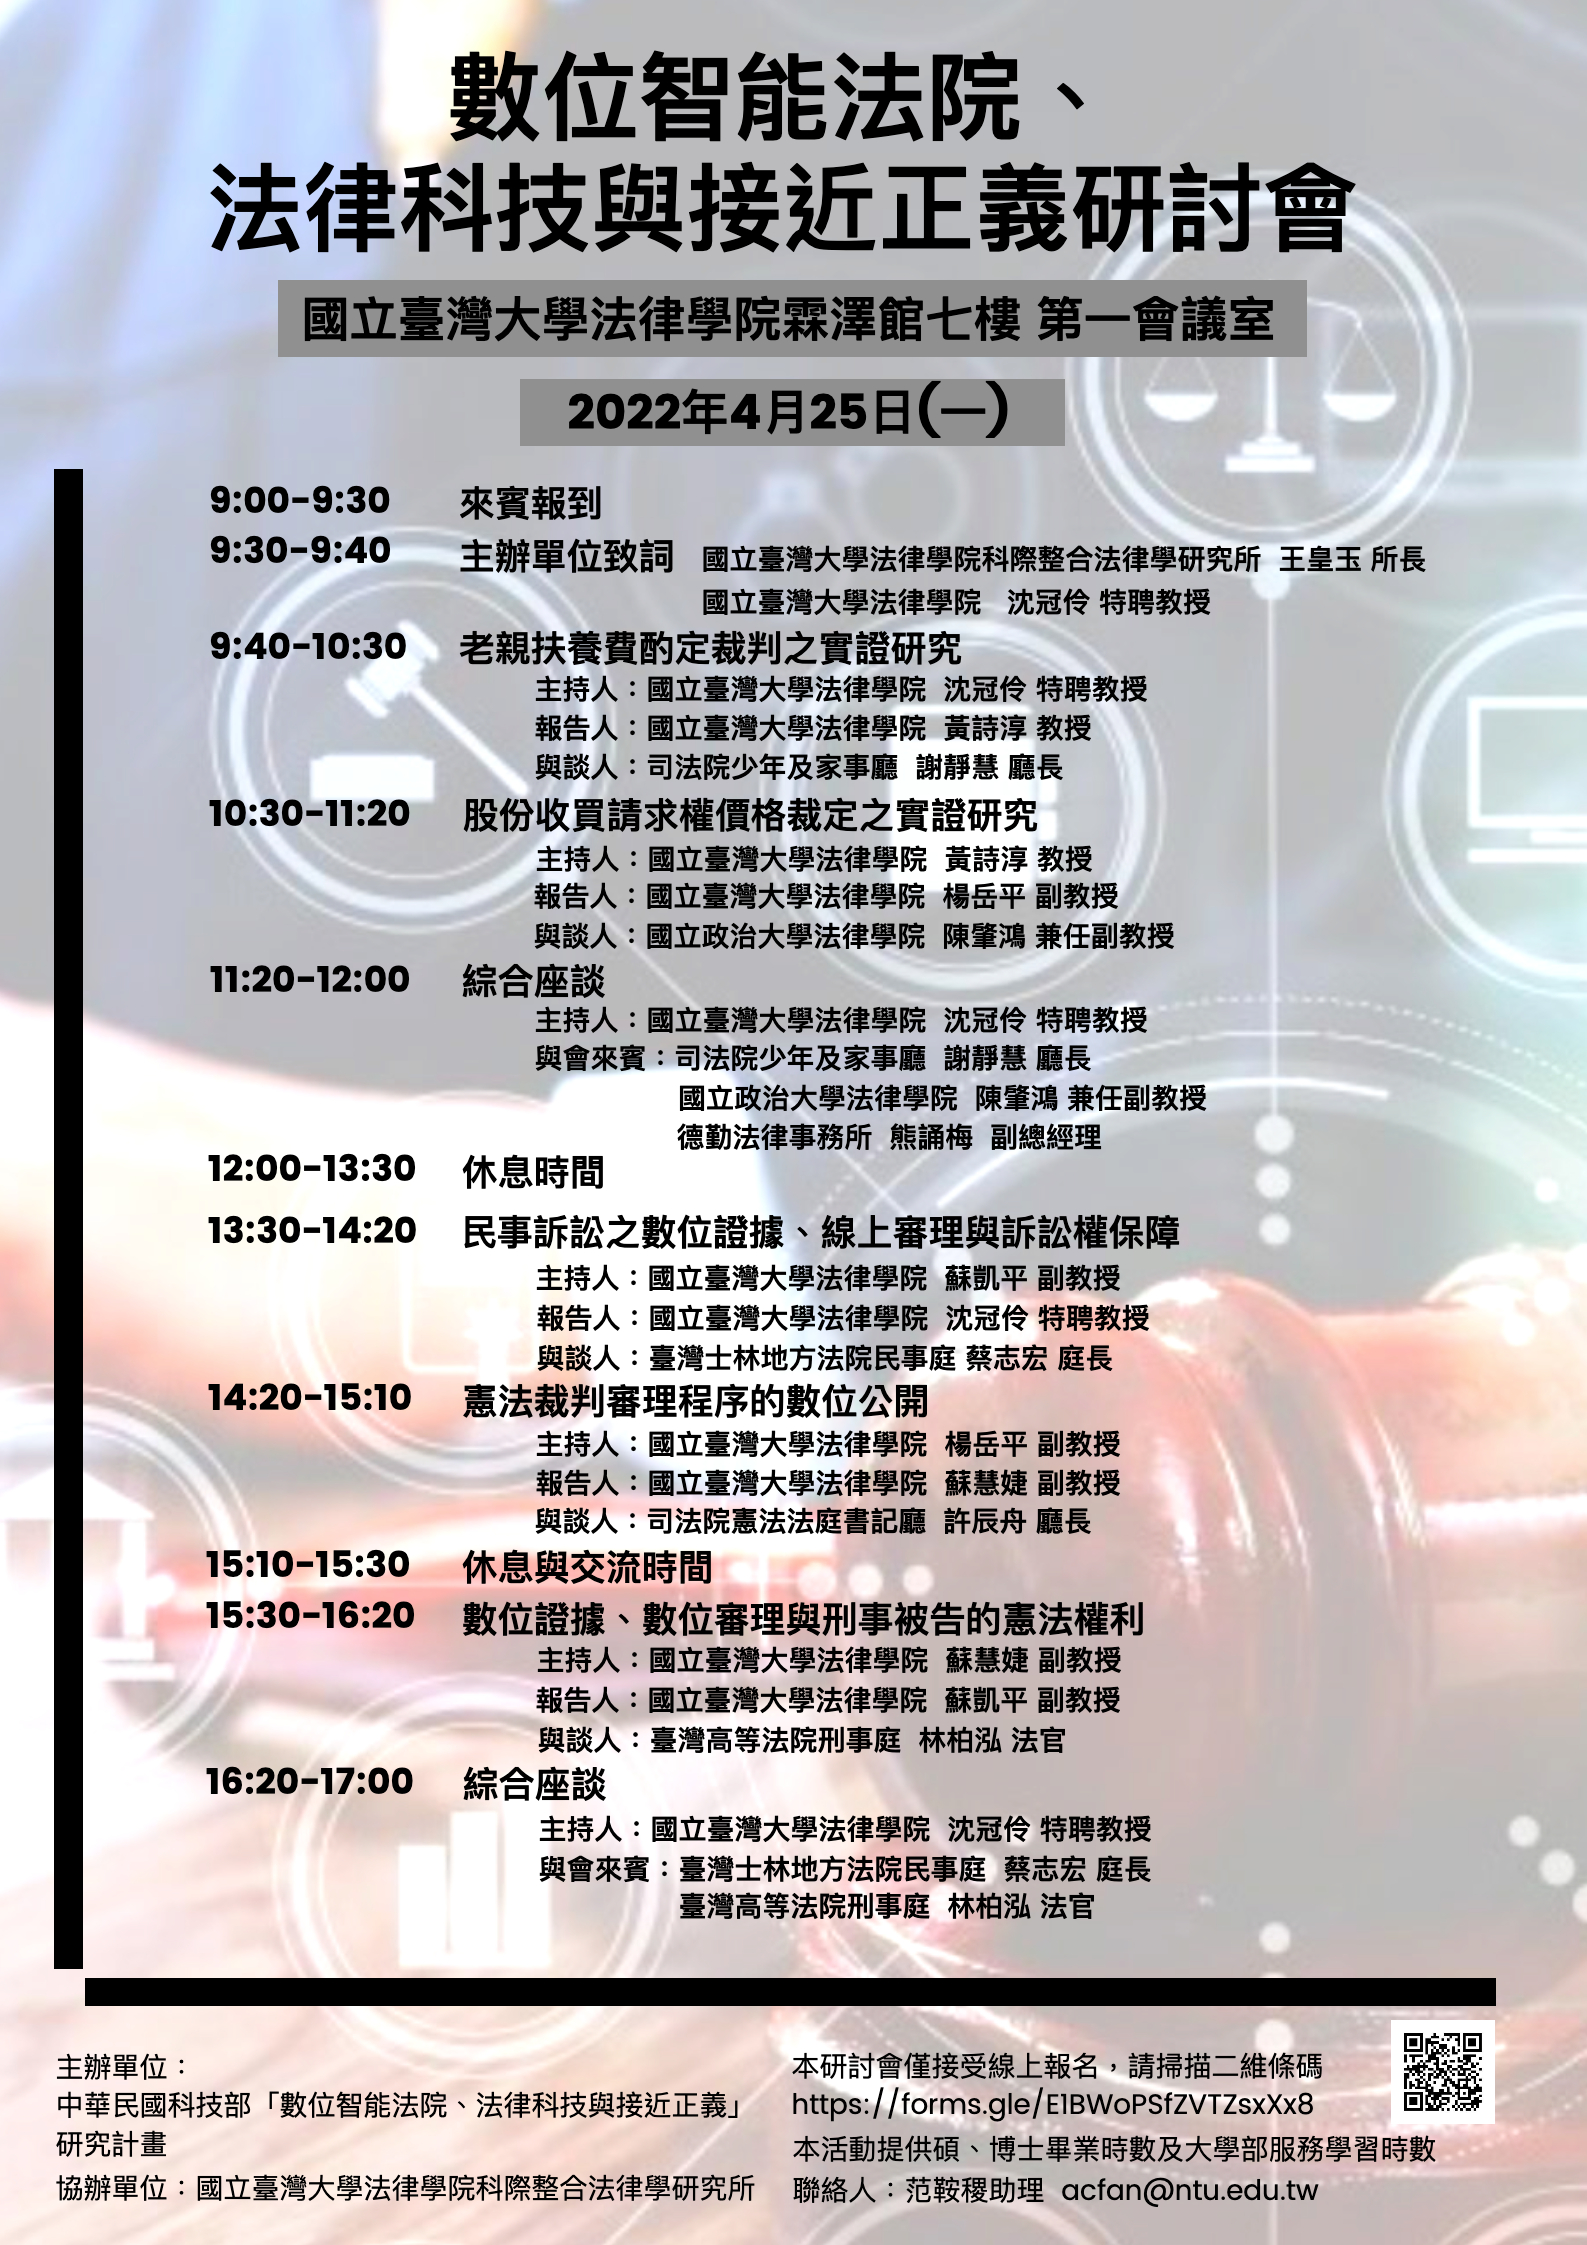 數位智能法院、
法律科技與接近正義研討會
國立臺灣大學法律學院霖澤館七樓 第一會議室
2022年4月25日(一)
9:00-9:30 來賓報到
9:30-9:40 主辦單位致詞 國立臺灣大學法律學院科際整合法律學研究所 王皇玉 所長
國立臺灣大學法律學院 沈冠伶 特聘教授
9:40-10:30 老親扶養費酌定裁判之實證研究
主持人：國立臺灣大學法律學院 沈冠伶 特聘教授
報告人：國立臺灣大學法律學院 黃詩淳 教授
與談人：司法院少年及家事廳 謝靜慧 廳長
10:30-11:20 股份收買請求權價格裁定之實證研究
主持人：國立臺灣大學法律學院 黃詩淳 教授
報告人：國立臺灣大學法律學院 楊岳平 副教授
與談人：國立政治大學法律學院 陳肇鴻 兼任副教授
11:20-12:00 綜合座談
主持人：國立臺灣大學法律學院 沈冠伶 特聘教授
與會來賓：司法院少年及家事廳 謝靜慧 廳長
國立政治大學法律學院 陳肇鴻 兼任副教授
德勤法律事務所 熊誦梅 副總經理
12:00-13:30 休息時間
13:30-14:20 民事訴訟之數位證據、線上審理與訴訟權保障
主持人：國立臺灣大學法律學院 蘇凱平 副教授
報告人：國立臺灣大學法律學院 沈冠伶 特聘教授
與談人：臺灣士林地方法院民事庭 蔡志宏 庭長
14:20-15:10 憲法裁判審理程序的數位公開
主持人：國立臺灣大學法律學院 楊岳平 副教授
報告人：國立臺灣大學法律學院 蘇慧婕 副教授
與談人：司法院憲法法庭書記廳 許辰舟 廳長
15:10-15:30 休息與交流時間
15:30-16:20 數位證據、數位審理與刑事被告的憲法權利
主持人：國立臺灣大學法律學院 蘇慧婕 副教授
報告人：國立臺灣大學法律學院 蘇凱平 副教授
與談人：臺灣高等法院刑事庭 林柏泓 法官
16:20-17:00 綜合座談
主持人：國立臺灣大學法律學院 沈冠伶 特聘教授
與會來賓：臺灣士林地方法院民事庭 蔡志宏 庭長
臺灣高等法院刑事庭 林柏泓 法官
主辦單位：
中華民國科技部「數位智能法院、法律科技與接近正義」
研究計畫
協辦單位：國立臺灣大學法律學院科際整合法律學研究所
本研討會僅接受線上報名，請掃描二維條碼
https://forms.gle/E1BWoPSfZVTZsxXx8
本活動提供碩、博士畢業時數及大學部服務學習時數
聯絡人：范鞍稷助理 acfan@ntu.edu.tw